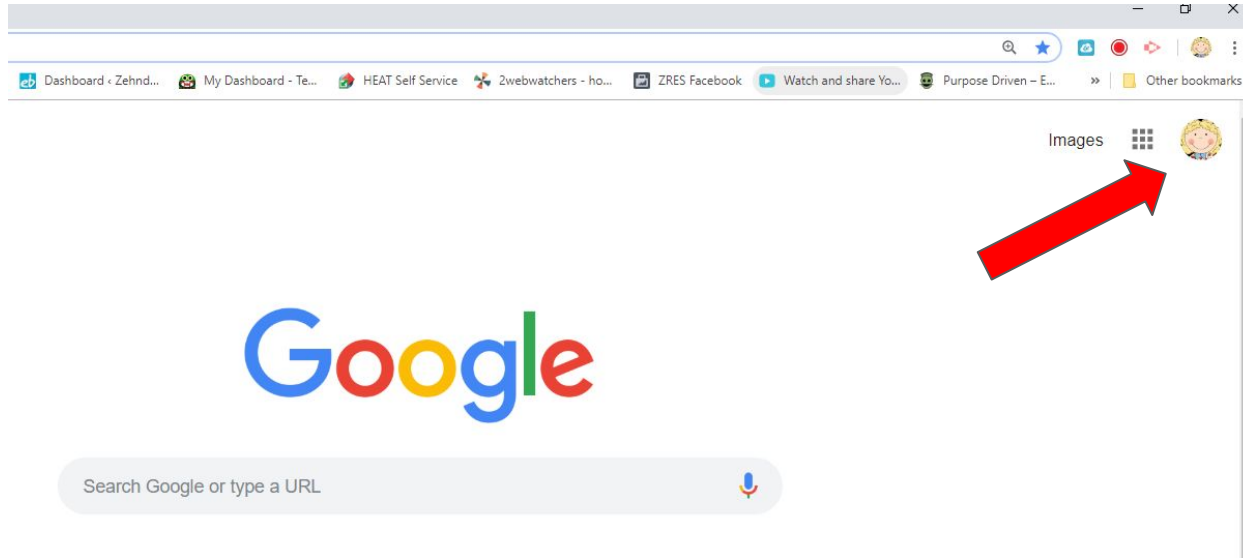 Dashboard ‹ Zehnd... My Dashboard - Te... HEAT Self Service 2webwatchers - ho... ZRES Facebook Watch and share Yo... Purpose Driven – E... » Other bookmarks
Images
Google
Search Google or type a URL